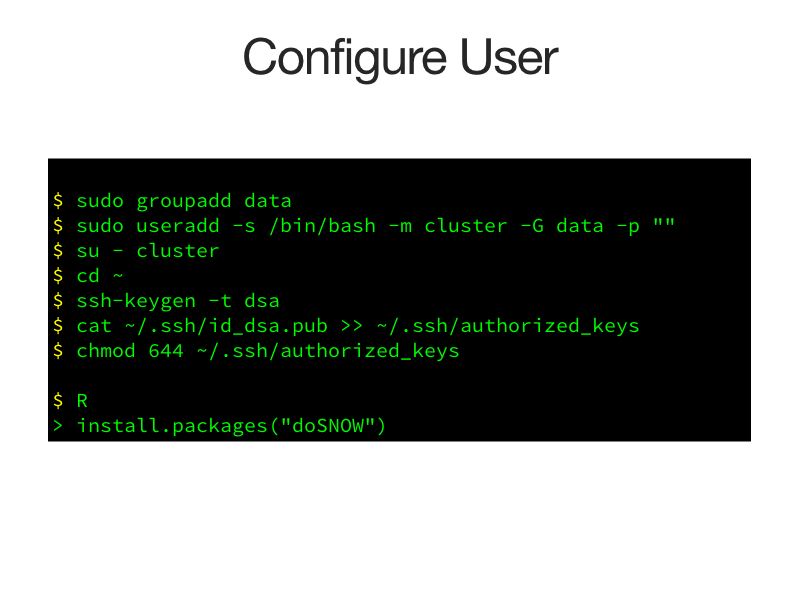 Configure User
$ sudo groupadd data
$ sudo useradd -s /bin/bash -m cluster -G data -p ""
$ su - cluster
$ cd ~
$ ssh-keygen -t dsa
$ cat ~/.ssh/id_dsa.pub >> ~/.ssh/authorized_keys
$ chmod 644 ~/.ssh/authorized_keys
$ R
> install.packages("doSNOW")